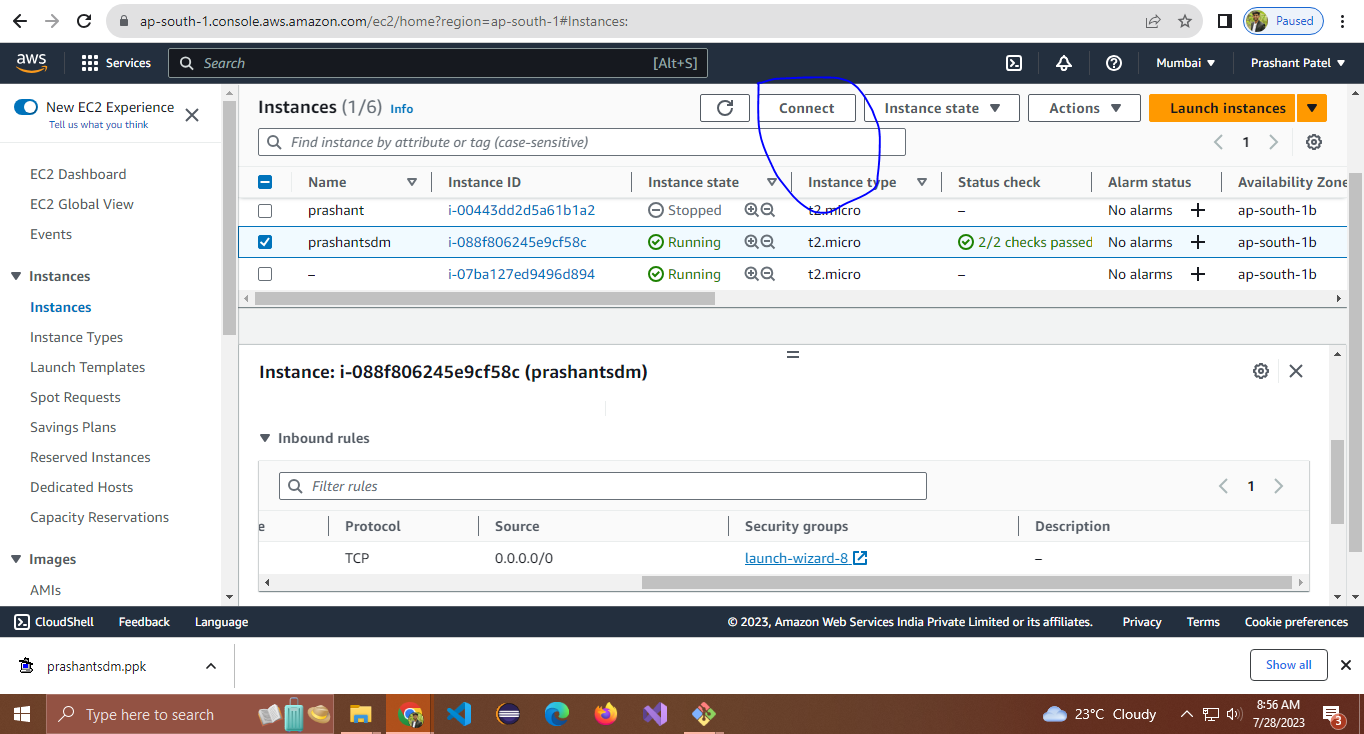 ap-south-1.console.aws.amazon.com/ec2/home?region=ap-south-1#Instances:
Paused
aws
Services
Search
[Alt+S]
Mumbai
Prashant Patel
New EC2 Experience
Tell us what you think
EC2 Dashboard
EC2 Global View
Events
Instances
Instances
Instance Types
Launch Templates
Spot Requests
Savings Plans
Reserved Instances
Dedicated Hosts
Capacity Reservations
Images
AMIs
Instances (1/6) Info
Connect
Instance state
Actions
Launch instances
Find instance by attribute or tag (case-sensitive)
1
Name Instance ID Instance state Instance type Status check Alarm status Availability Zone
prashant i-00443dd2d5a61b1a2 Stopped t2.micro – No alarms + ap-south-1b
prashantsdm i-088f806245e9cf58c Running t2.micro 2/2 checks passed No alarms + ap-south-1b
– i-07ba127ed9496d894 Running t2.micro – No alarms + ap-south-1b
Instance: i-088f806245e9cf58c (prashantsdm)
Inbound rules
Filter rules
1
e Protocol Source Security groups Description
TCP 0.0.0.0/0 launch-wizard-8 –
CloudShell Feedback Language © 2023, Amazon Web Services India Private Limited or its affiliates. Privacy Terms Cookie preferences
prashantsdm.ppk
Show all
Type here to search
23°C Cloudy
8:56 AM
7/28/2023
3